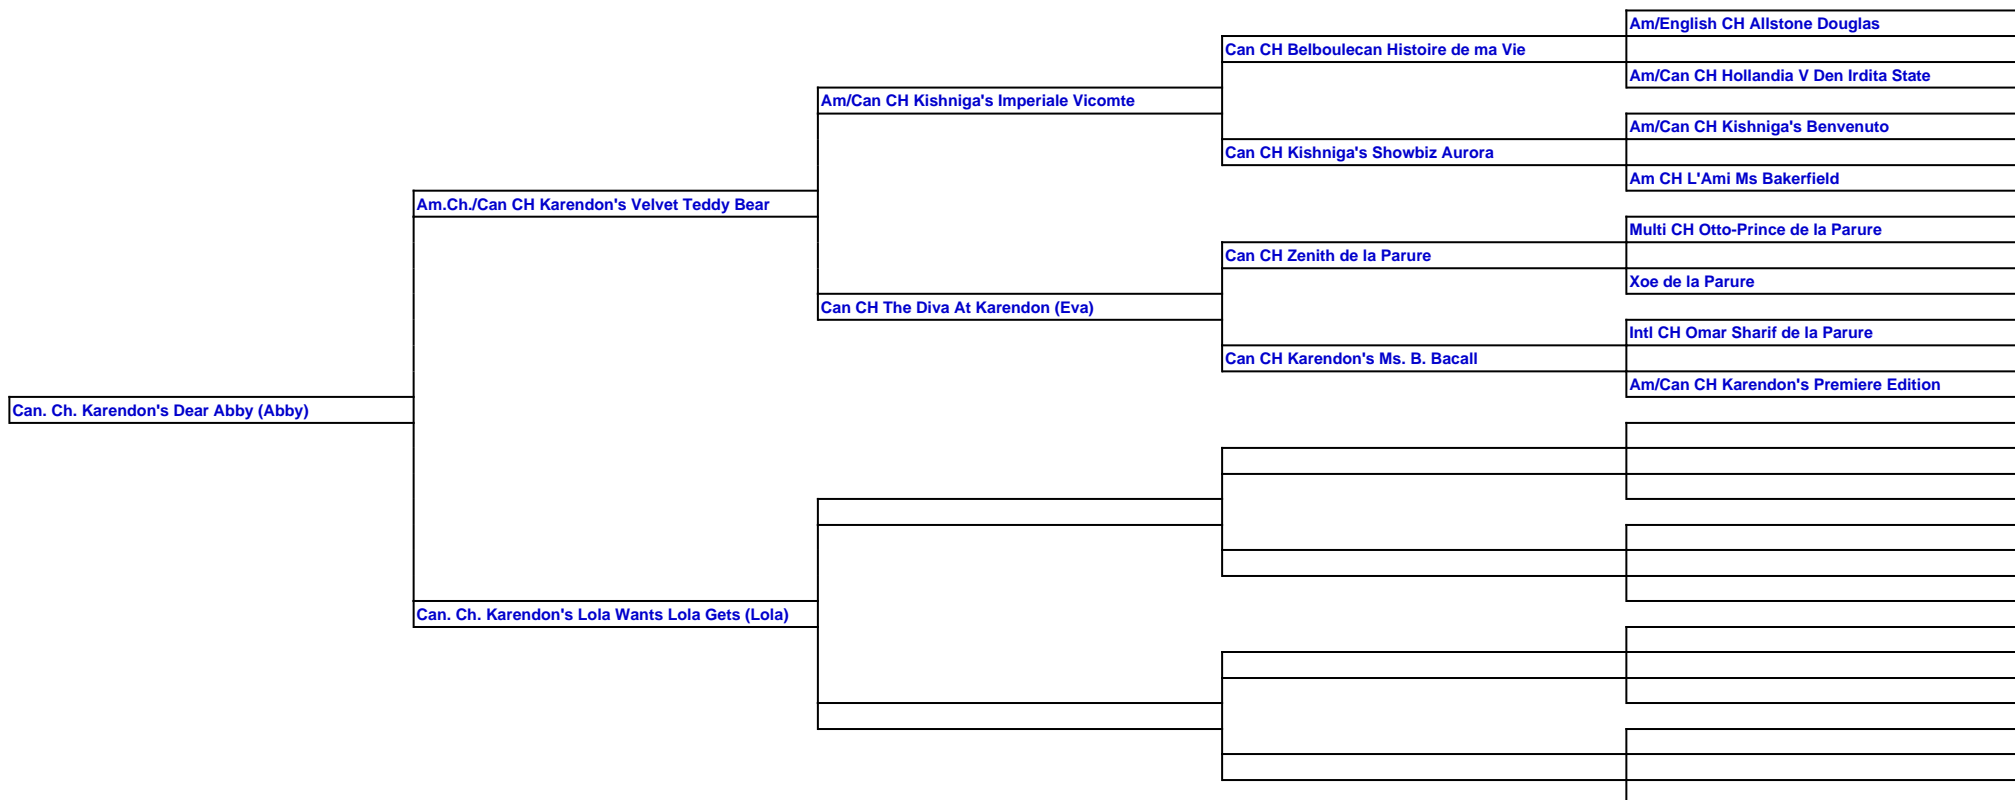 Am/English CH Allstone Douglas
Can CH Belboulecan Histoire de ma Vie
Am/Can CH Hollandia V Den Irdita State
Am/Can CH Kishniga's Imperiale Vicomte
Am/Can CH Kishniga's Benvenuto
Can CH Kishniga's Showbiz Aurora
Am CH L'Ami Ms Bakerfield
Am.Ch./Can CH Karendon's Velvet Teddy Bear
Multi CH Otto-Prince de la Parure
Can CH Zenith de la Parure
Xoe de la Parure
Can CH The Diva At Karendon (Eva)
Intl CH Omar Sharif de la Parure
Can CH Karendon's Ms. B. Bacall
Am/Can CH Karendon's Premiere Edition
Can. Ch. Karendon's Dear Abby (Abby)
Can. Ch. Karendon's Lola Wants Lola Gets (Lola)